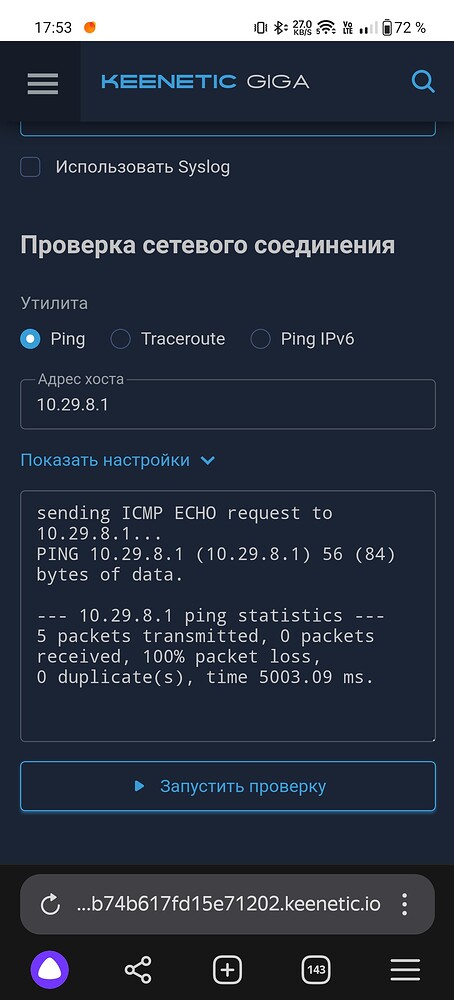 17:53 27.0 KB/S 5 Vo LTE 72 %
KEENETIC GIGA
Использовать Syslog
Проверка сетевого соединения
Утилита
Ping Traceroute Ping IPv6
Адрес хоста
10.29.8.1
Показать настройки
sending ICMP ECHO request to
10.29.8.1...
PING 10.29.8.1 (10.29.8.1) 56 (84)
bytes of data.
--- 10.29.8.1 ping statistics ---
5 packets transmitted, 0 packets
received, 100% packet loss,
0 duplicate(s), time 5003.09 ms.
Запустить проверку
...b74b617fd15e71202.keenetic.io
143